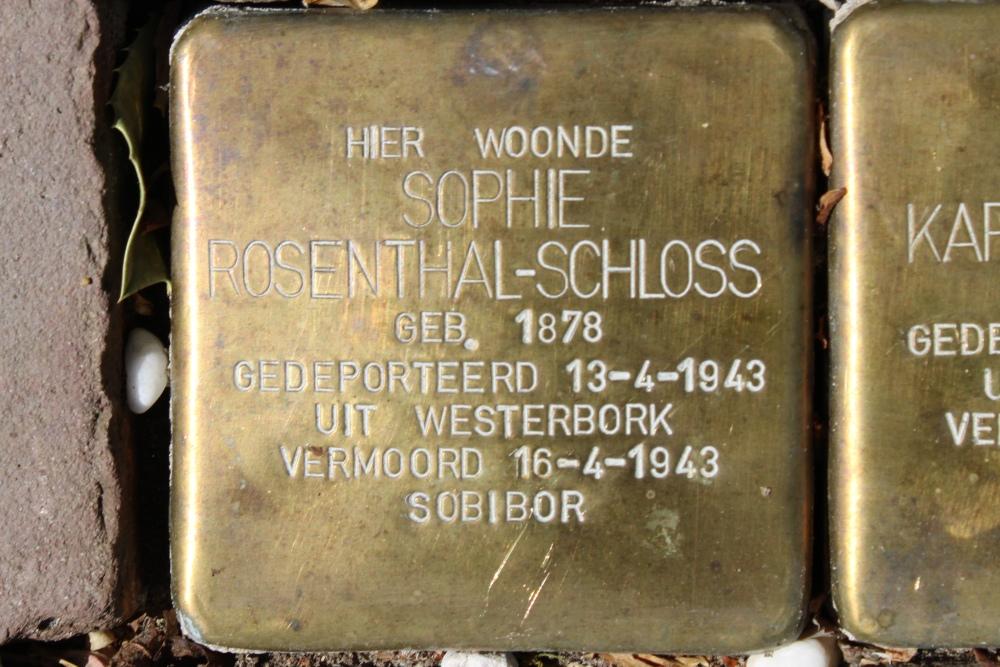 HIER WOONDE
SOPHIE
ROSENTHAL-SCHLOSS
GEB. 1878
GEDEPORTEERD 13-4-1943
UIT WESTERBORK
VERMOORD 16-4-1943
SOBIBOR